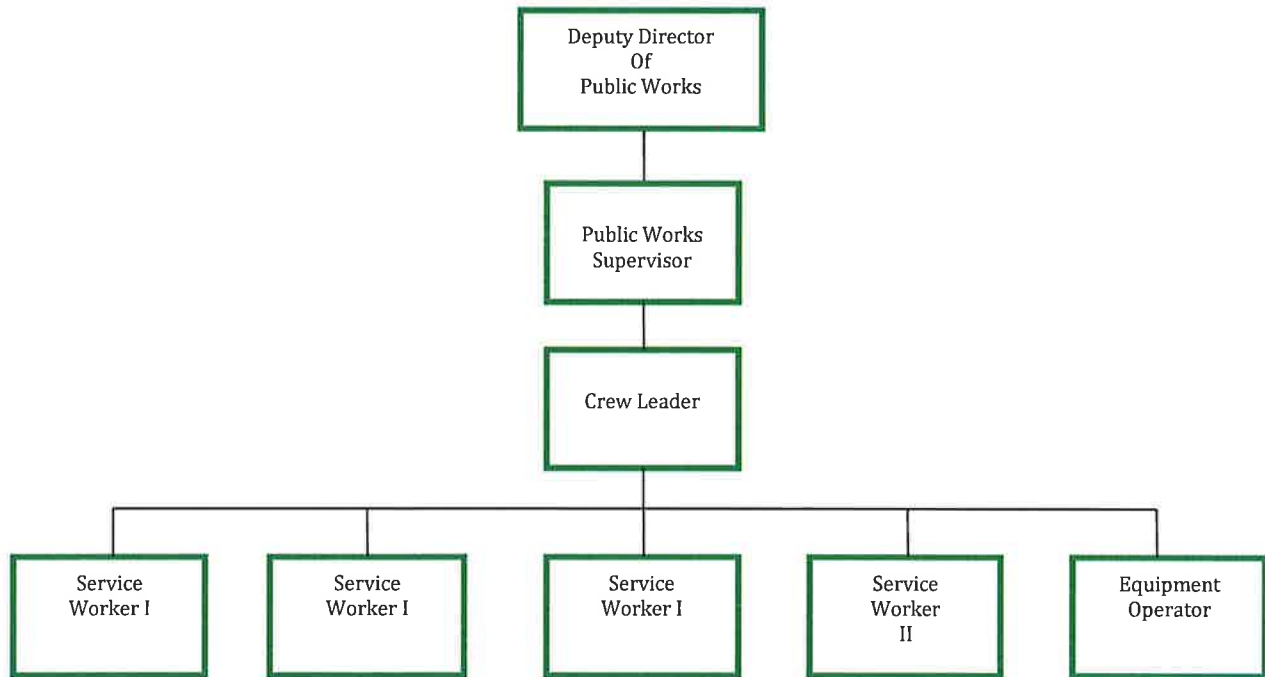 Deputy Director
Of
Public Works
Public Works
Supervisor
Crew Leader
Service
Worker I
Service
Worker I
Service
Worker I
Service
Worker
II
Equipment
Operator